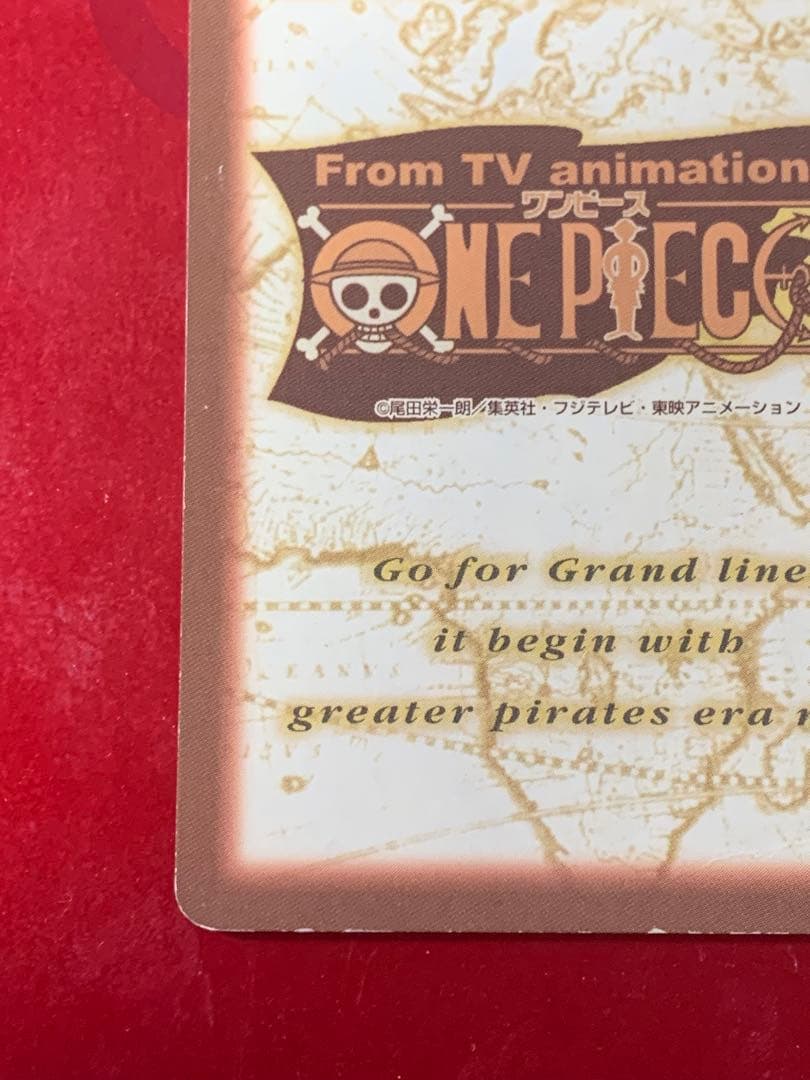 From TV animation
ワンピース
ONE PIEC
©尾田栄一朗/集英社・フジテレビ・東映アニメーション
Go for Grand line
it begin with
greater pirates era
EANVS